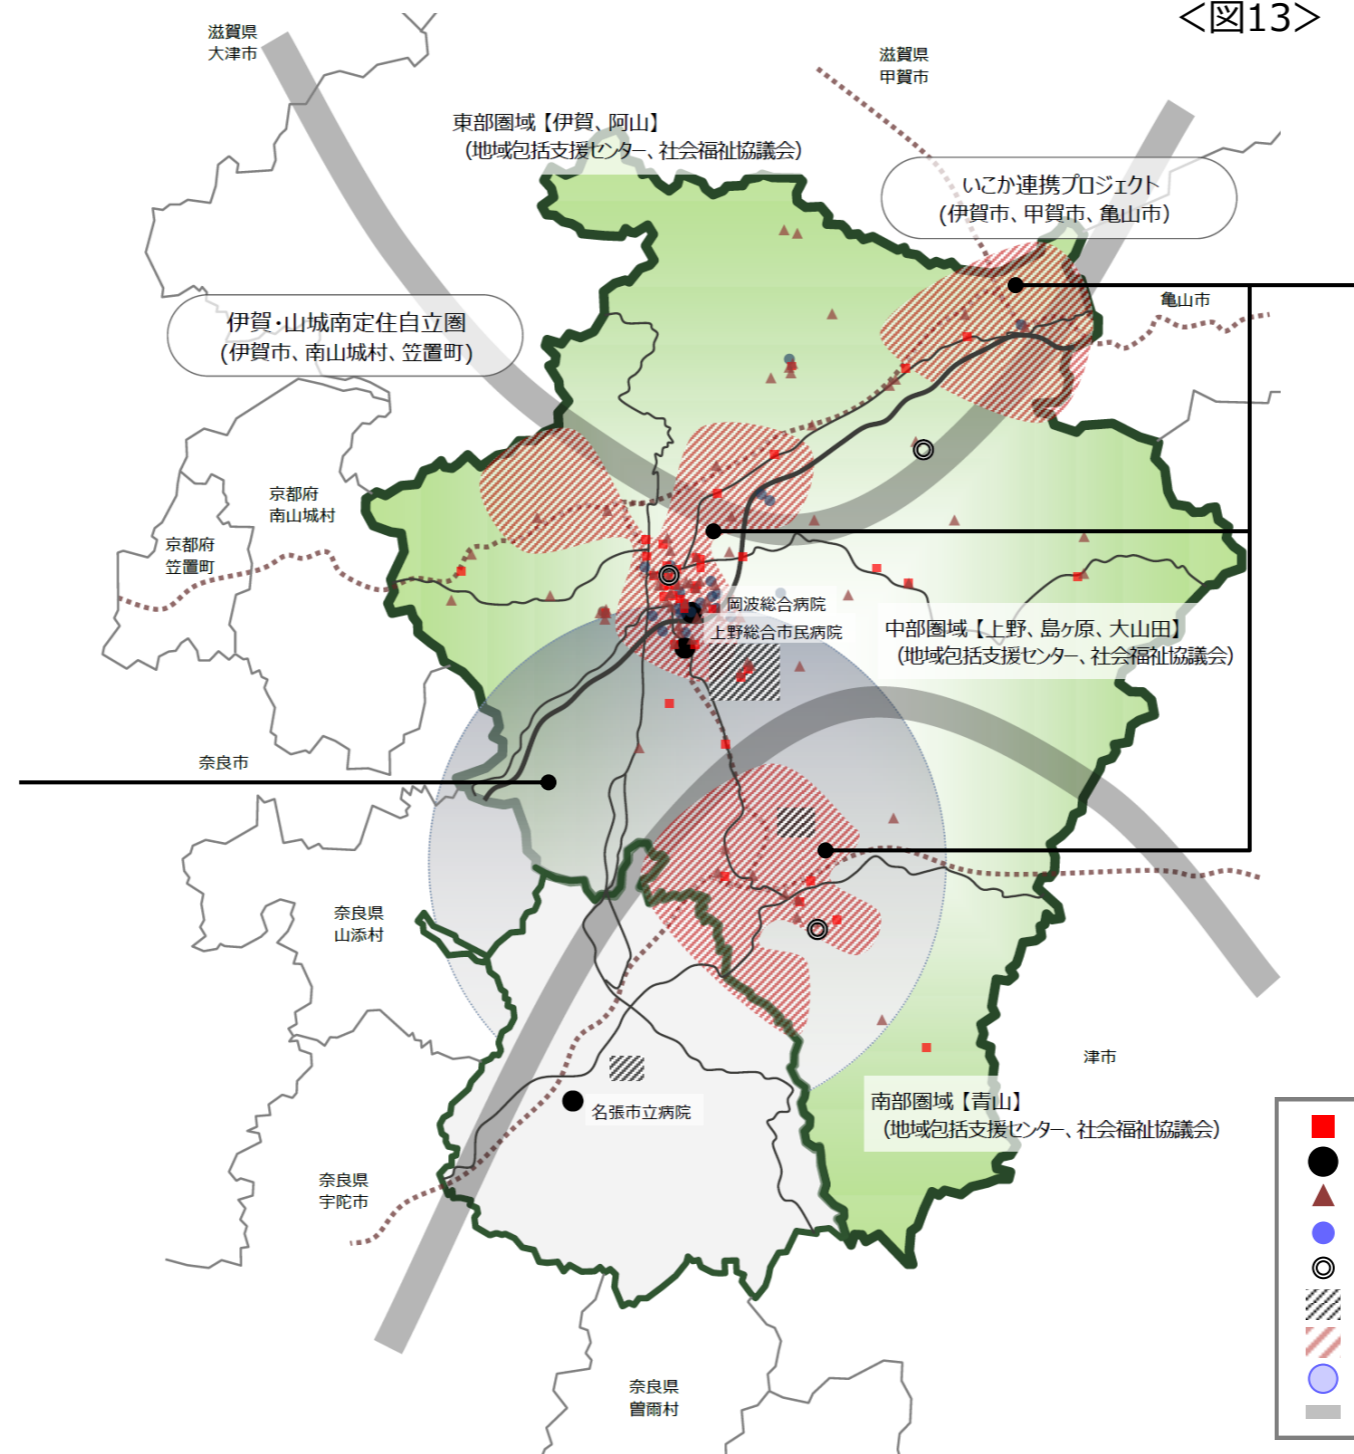 ＜図13＞
滋賀県
大津市
滋賀県
甲賀市
東部圏域【伊賀、阿山】
(地域包括支援センター、社会福祉協議会)
いこか連携プロジェクト
(伊賀市、甲賀市、亀山市)
亀山市
伊賀・山城南定住自立圏
(伊賀市、南山城村、笠置町)
京都府
南山城村
京都府
笠置町
岡波総合病院
上野総合市民病院
中部圏域【上野、島ヶ原、大山田】
(地域包括支援センター、社会福祉協議会)
奈良市
奈良県
山添村
津市
南部圏域【青山】
(地域包括支援センター、社会福祉協議会)
名張市立病院
奈良県
宇陀市
奈良県
曽爾村